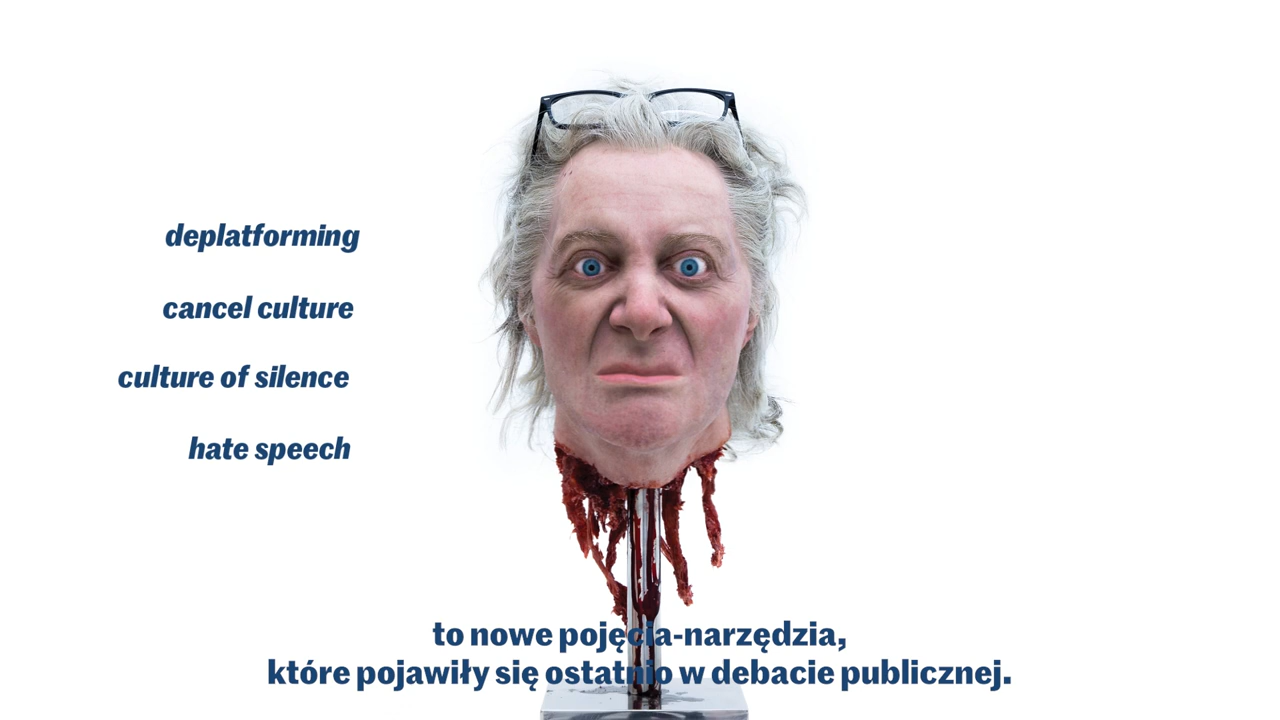 deplatforming
cancel culture
culture of silence
hate speech
to nowe pojęcia-narzędzia,
które pojawiły się ostatnio w debacie publicznej.